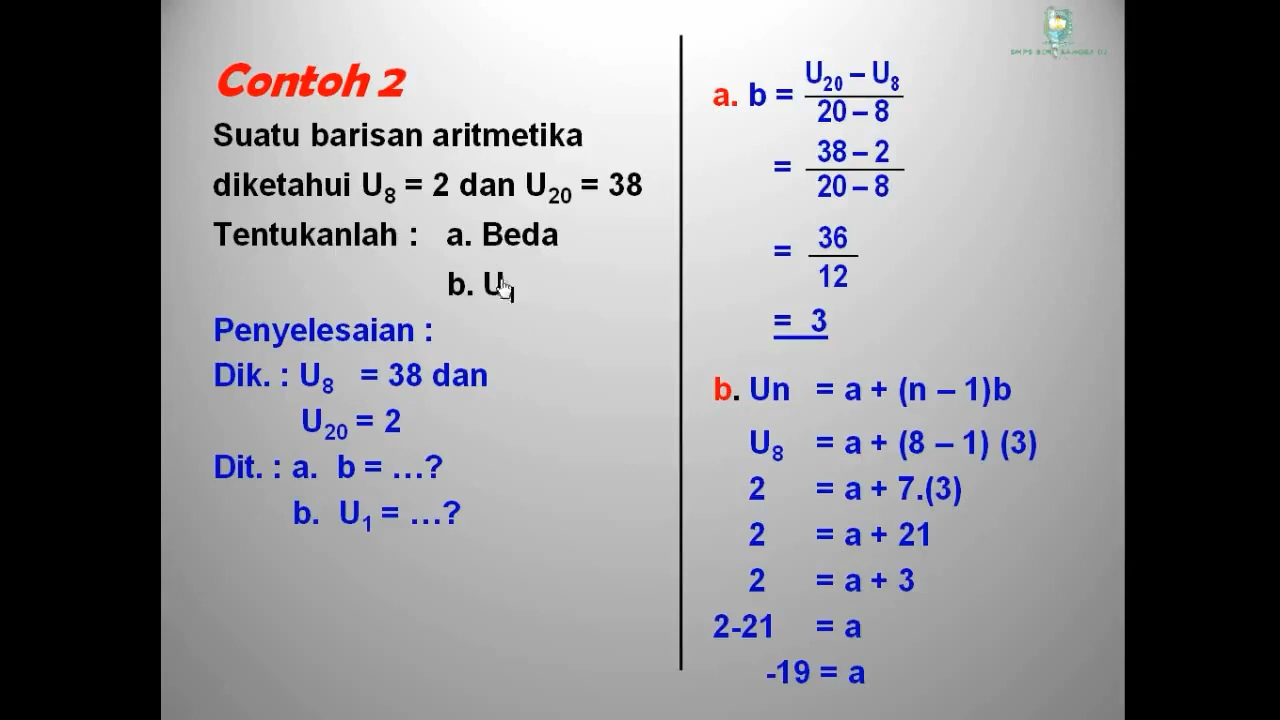 Contoh 2
Suatu barisan aritmetika
diketahui U₈ = 2 dan U₂₀ = 38
Tentukanlah : a. Beda
b. U₁
Penyelesaian :
Dik. : U₈ = 38 dan
U₂₀ = 2
Dit. : a. b = ...?
b. U₁ = ...?
a. b = U₂₀ – U₈
20 – 8
= 38 – 2
20 – 8
= 36
12
= 3
b. Un = a + (n – 1)b
U₈ = a + (8 – 1) (3)
2 = a + 7.(3)
2 = a + 21
2 = a + 3
2-21 = a
-19 = a